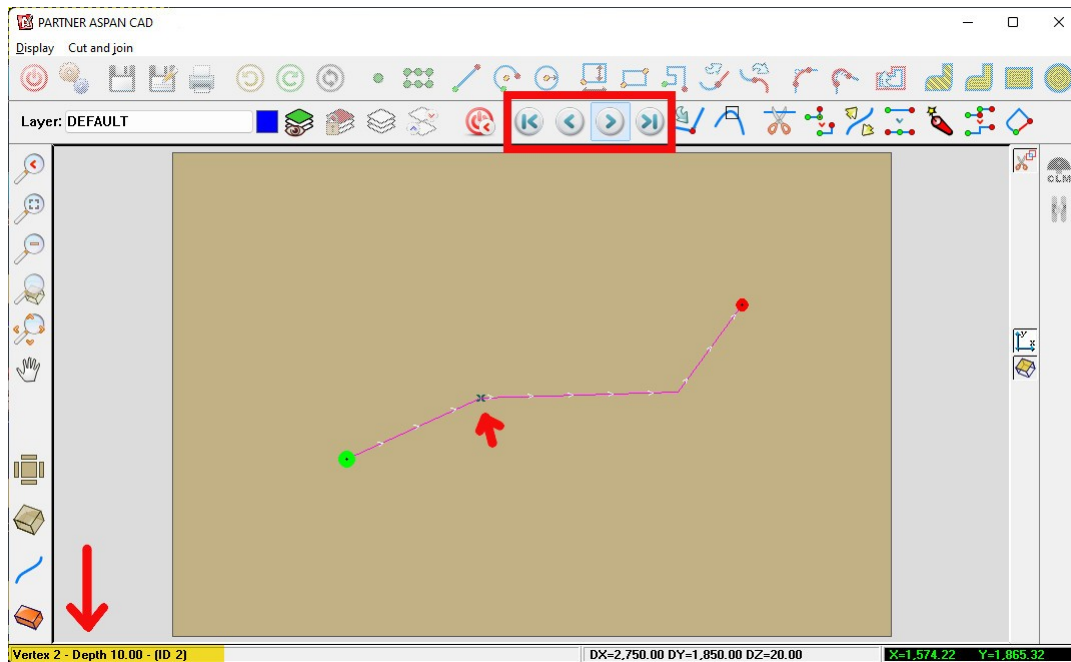 PARTNER ASPAN CAD
Display Cut and join
Layer: DEFAULT
CLM
Y
X
Vertex 2 - Depth 10.00 - (ID 2)
DX=2,750.00 DY=1,850.00 DZ=20.00
X=1,574.22 Y=1,865.32